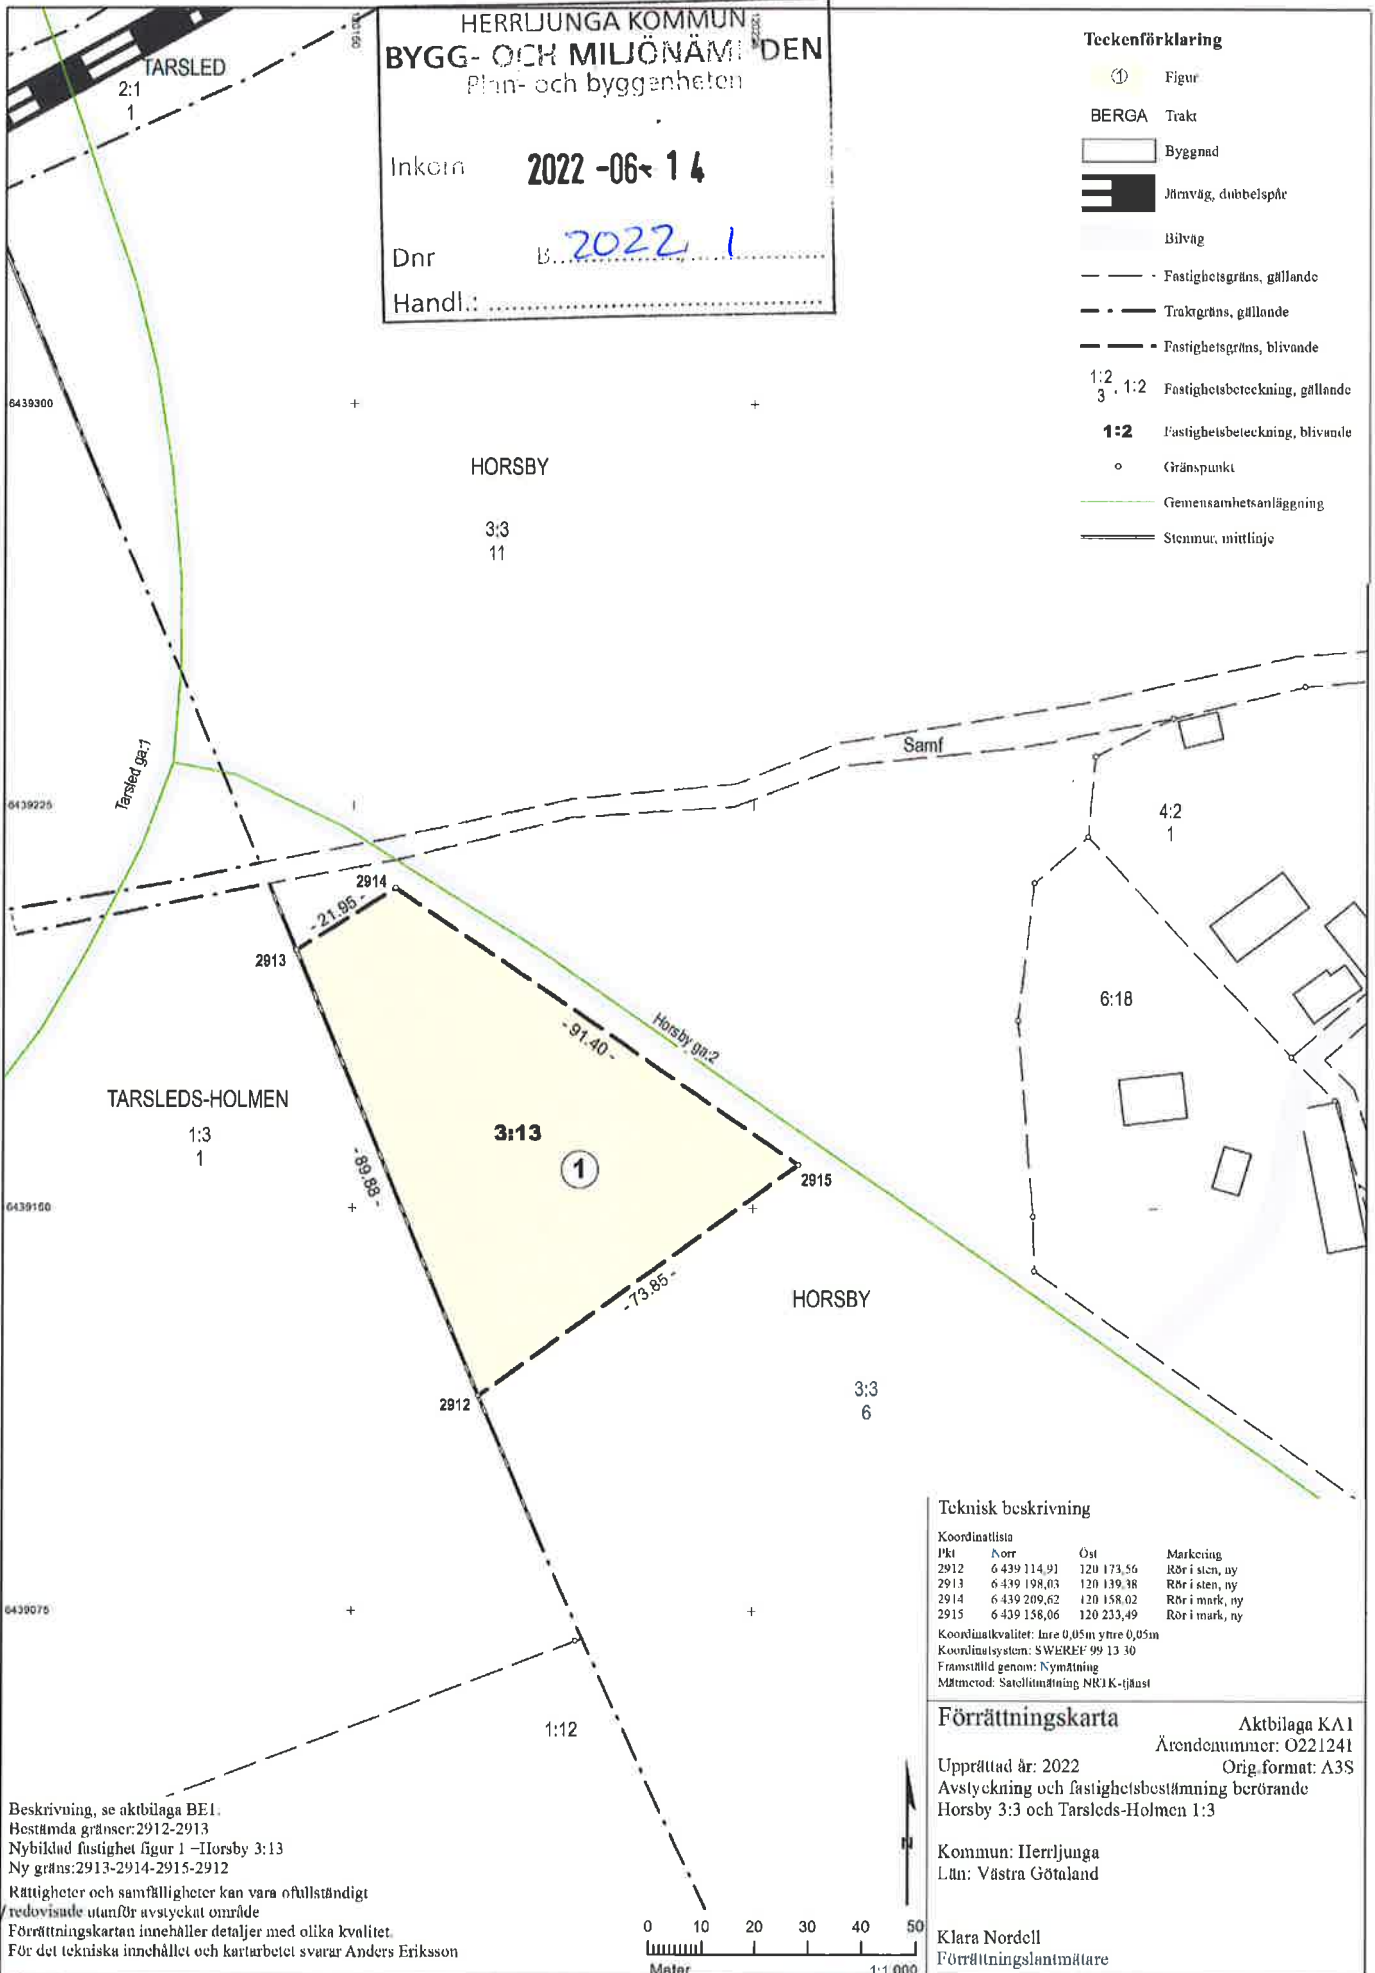 HERRLJUNGA KOMMUN
BYGG- OCH MILJÖNÄMNDEN
Plan- och byggenheten
Inkom 2022 -06- 14
Dnr B 2022 1
Handl.:
120150
TARSLED
2:1
1
Teckenförklaring
1 Figur
BERGA Trakt
Byggnad
Järnväg, dubbelspår
Bilväg
Fastighetsgräns, gällande
Traktgräns, gällande
Fastighetsgräns, blivande
1:2
3 , 1:2 Fastighetsbeteckning, gällande
1:2 Fastighetsbeteckning, blivande
Gränspunkt
Gemensamhetsanläggning
Stenmur, mittlinje
6439300
HORSBY
3:3
11
Samf
Tarsled ga:1
6439225
4:2
1
2914
-21.95-
2913
6:18
-91.40-
Horsby ga:2
TARSLEDS-HOLMEN
1:3
1
3:13
1
-89.88-
2915
6439150
-73.85-
HORSBY
3:3
6
2912
6439075
1:12
Teknisk beskrivning
Koordinatlista
Pkt Norr Öst Markering
2912 6 439 114,91 120 173,56 Rör i sten, ny
2913 6 439 198,03 120 139,38 Rör i sten, ny
2914 6 439 209,62 120 158,02 Rör i mark, ny
2915 6 439 158,06 120 233,49 Rör i mark, ny
Koordinatkvalitet: Inre 0,05m yttre 0,05m
Koordinatsystem: SWEREF 99 13 30
Framställd genom: Nymätning
Mätmetod: Satellitmätning NRTK-tjänst
Förrättningskarta
Aktbilaga KA1
Ärendenummer: O221241
Upprättad år: 2022 Orig.format: A3S
Avstyckning och fastighetsbestämning berörande
Horsby 3:3 och Tarsleds-Holmen 1:3
Kommun: Herrljunga
Län: Västra Götaland
Klara Nordell
Förrättningslantmätare
Beskrivning, se aktbilaga BE1.
Bestämda gränser:2912-2913
Nybildad fastighet figur 1 –Horsby 3:13
Ny gräns:2913-2914-2915-2912
Rättigheter och samfälligheter kan vara ofullständigt
redovisade utanför avstyckat område
Förrättningskartan innehåller detaljer med olika kvalitet.
För det tekniska innehållet och kartarbetet svarar Anders Eriksson
N
0 10 20 30 40 50
Meter 1:1 000